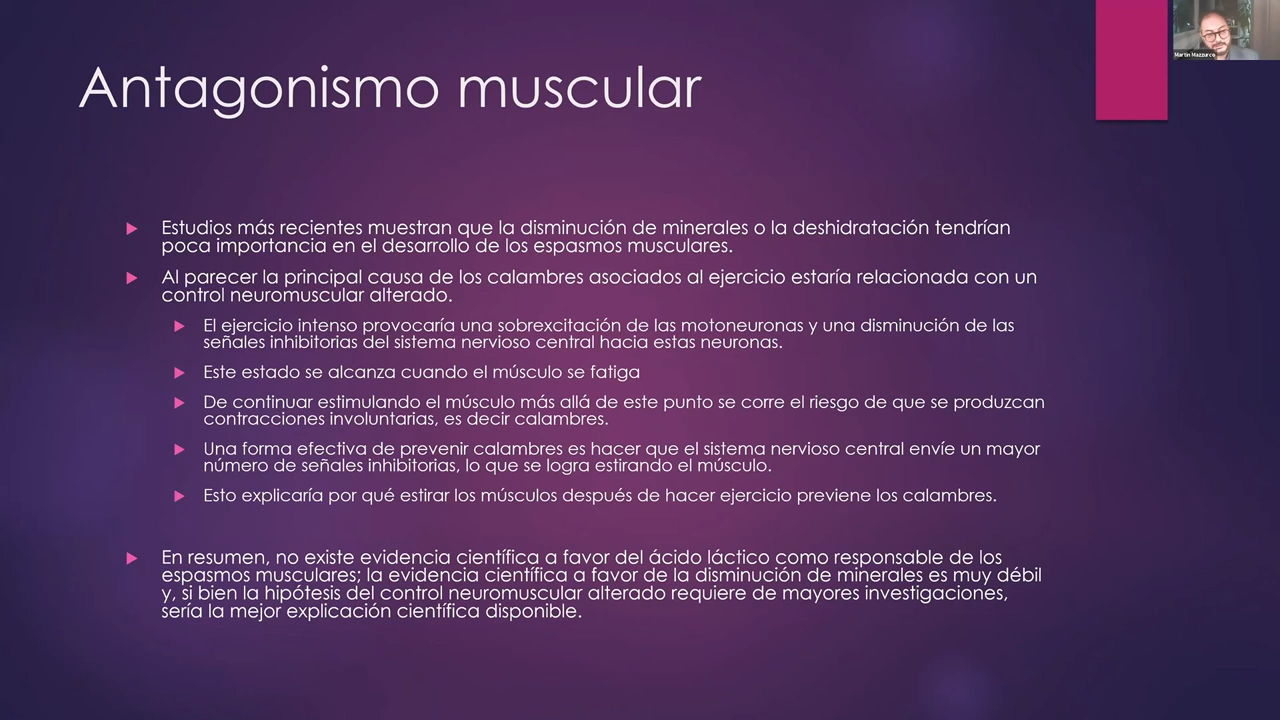 Antagonismo muscular
Martin Mazzurco
Estudios más recientes muestran que la disminución de minerales o la deshidratación tendrían
poca importancia en el desarrollo de los espasmos musculares.
Al parecer la principal causa de los calambres asociados al ejercicio estaría relacionada con un
control neuromuscular alterado.
El ejercicio intenso provocaría una sobrexcitación de las motoneuronas y una disminución de las
señales inhibitorias del sistema nervioso central hacia estas neuronas.
Este estado se alcanza cuando el músculo se fatiga
De continuar estimulando el músculo más allá de este punto se corre el riesgo de que se produzcan
contracciones involuntarias, es decir calambres.
Una forma efectiva de prevenir calambres es hacer que el sistema nervioso central envíe un mayor
número de señales inhibitorias, lo que se logra estirando el músculo.
Esto explicaría por qué estirar los músculos después de hacer ejercicio previene los calambres.
En resumen, no existe evidencia científica a favor del ácido láctico como responsable de los
espasmos musculares; la evidencia científica a favor de la disminución de minerales es muy débil
y, si bien la hipótesis del control neuromuscular alterado requiere de mayores investigaciones,
sería la mejor explicación científica disponible.